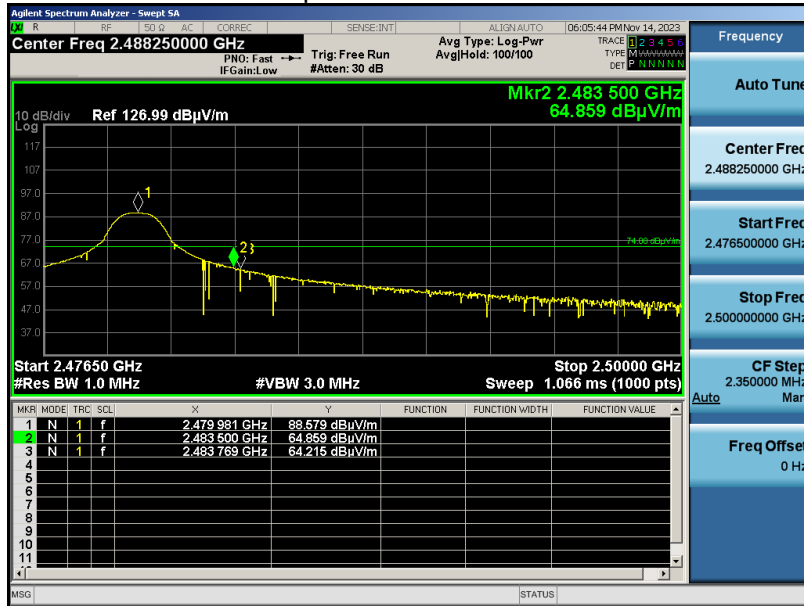 Agilent Spectrum Analyzer - Swept SA
LXI R RF 50 Ω AC CORREC SENSE:INT ALIGN AUTO 06:05:44 PM Nov 14, 2023
Center Freq 2.488250000 GHz
PNO: Fast
IFGain:Low
Trig: Free Run
#Atten: 30 dB
Avg Type: Log-Pwr
Avg|Hold: 100/100
TRACE 1 2 3 4 5 6
TYPE M
DET P N N N N N
Mkr2 2.483 500 GHz
64.859 dBµV/m
10 dB/div Ref 126.99 dBµV/m
Log
117
107
97.0
87.0
77.0
67.0
57.0
47.0
37.0
1
2
3
74.00 dBµV/m
Start 2.47650 GHz Stop 2.50000 GHz
#Res BW 1.0 MHz #VBW 3.0 MHz Sweep 1.066 ms (1000 pts)
MKR MODE TRC SCL X Y FUNCTION FUNCTION WIDTH FUNCTION VALUE
1 N 1 f 2.479 981 GHz 88.579 dBµV/m
2 N 1 f 2.483 500 GHz 64.859 dBµV/m
3 N 1 f 2.483 769 GHz 64.215 dBµV/m
4
5
6
7
8
9
10
11
MSG STATUS
Frequency
Auto Tune
Center Freq
2.488250000 GHz
Start Freq
2.476500000 GHz
Stop Freq
2.500000000 GHz
CF Step
2.350000 MHz
Auto Man
Freq Offset
0 Hz